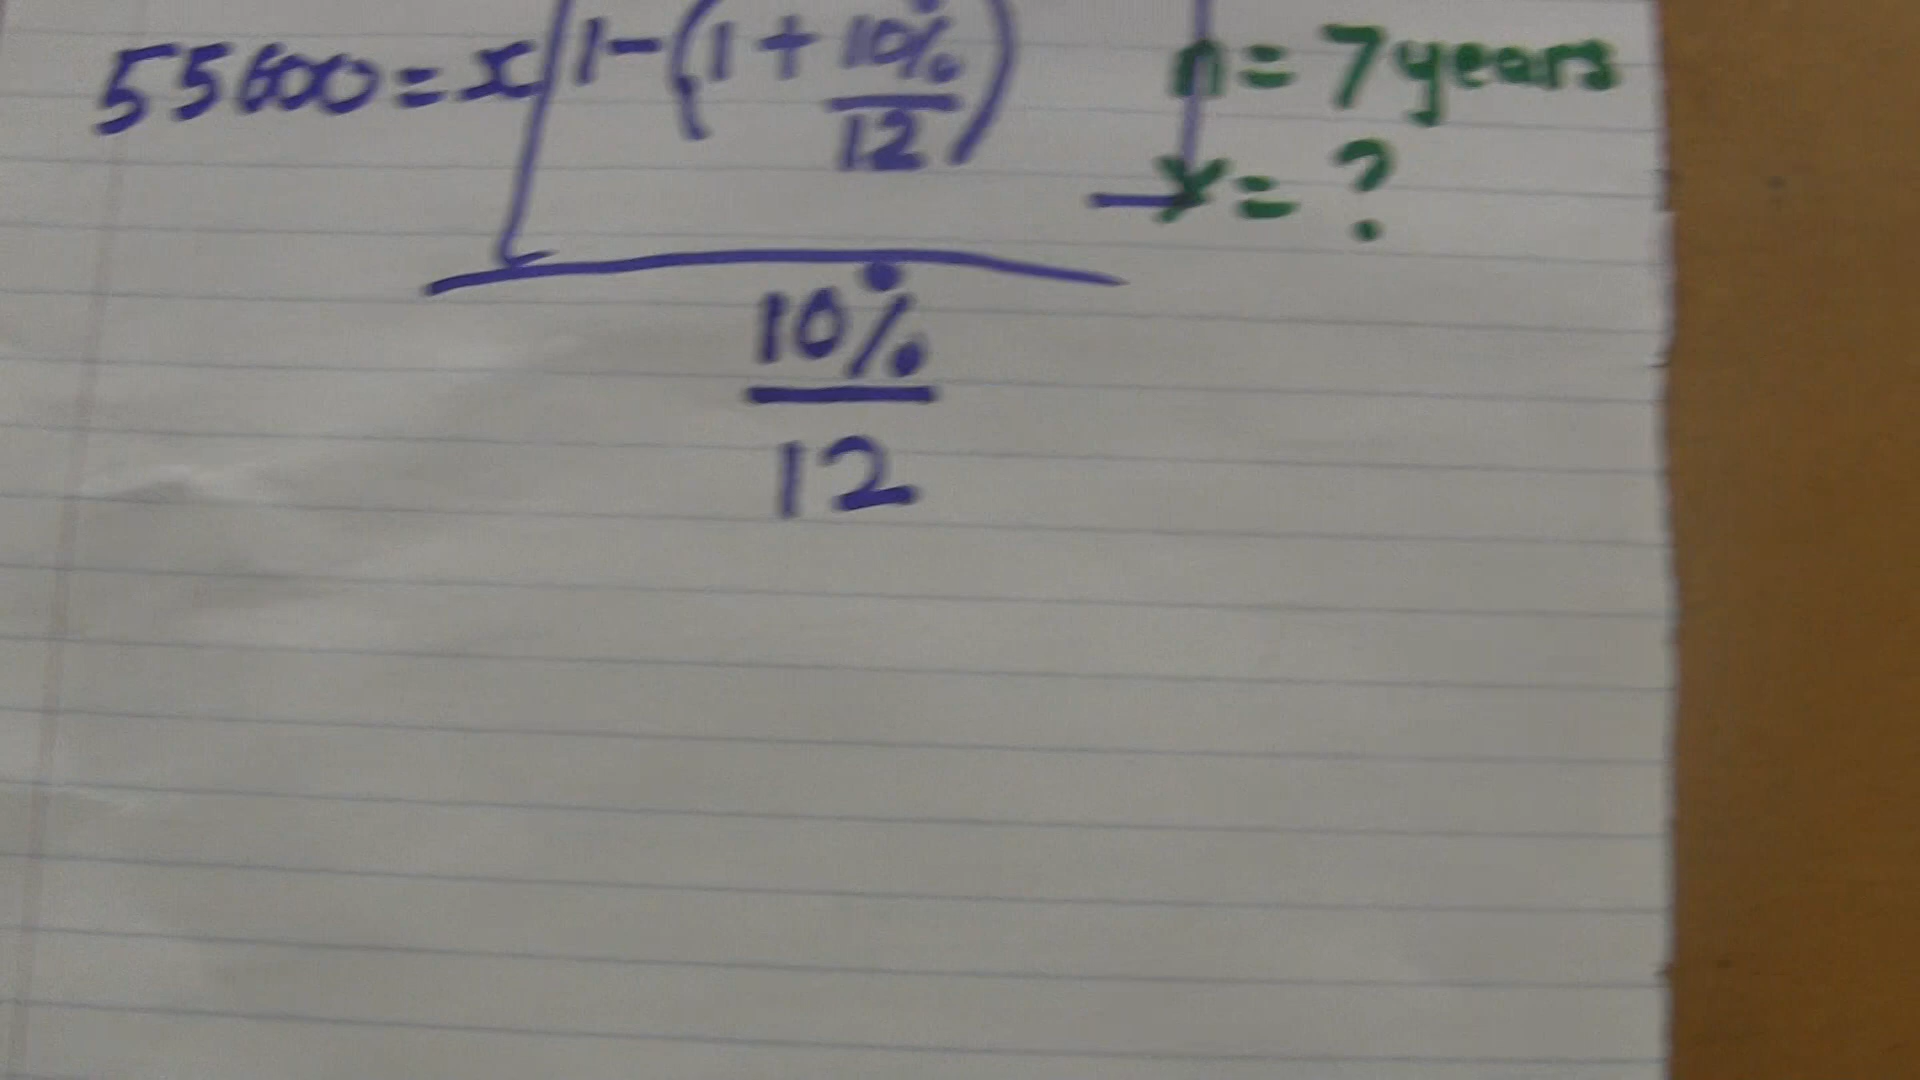 55600 = x[1-(1+10%/12)
n = 7 years
x = ?
10%
12